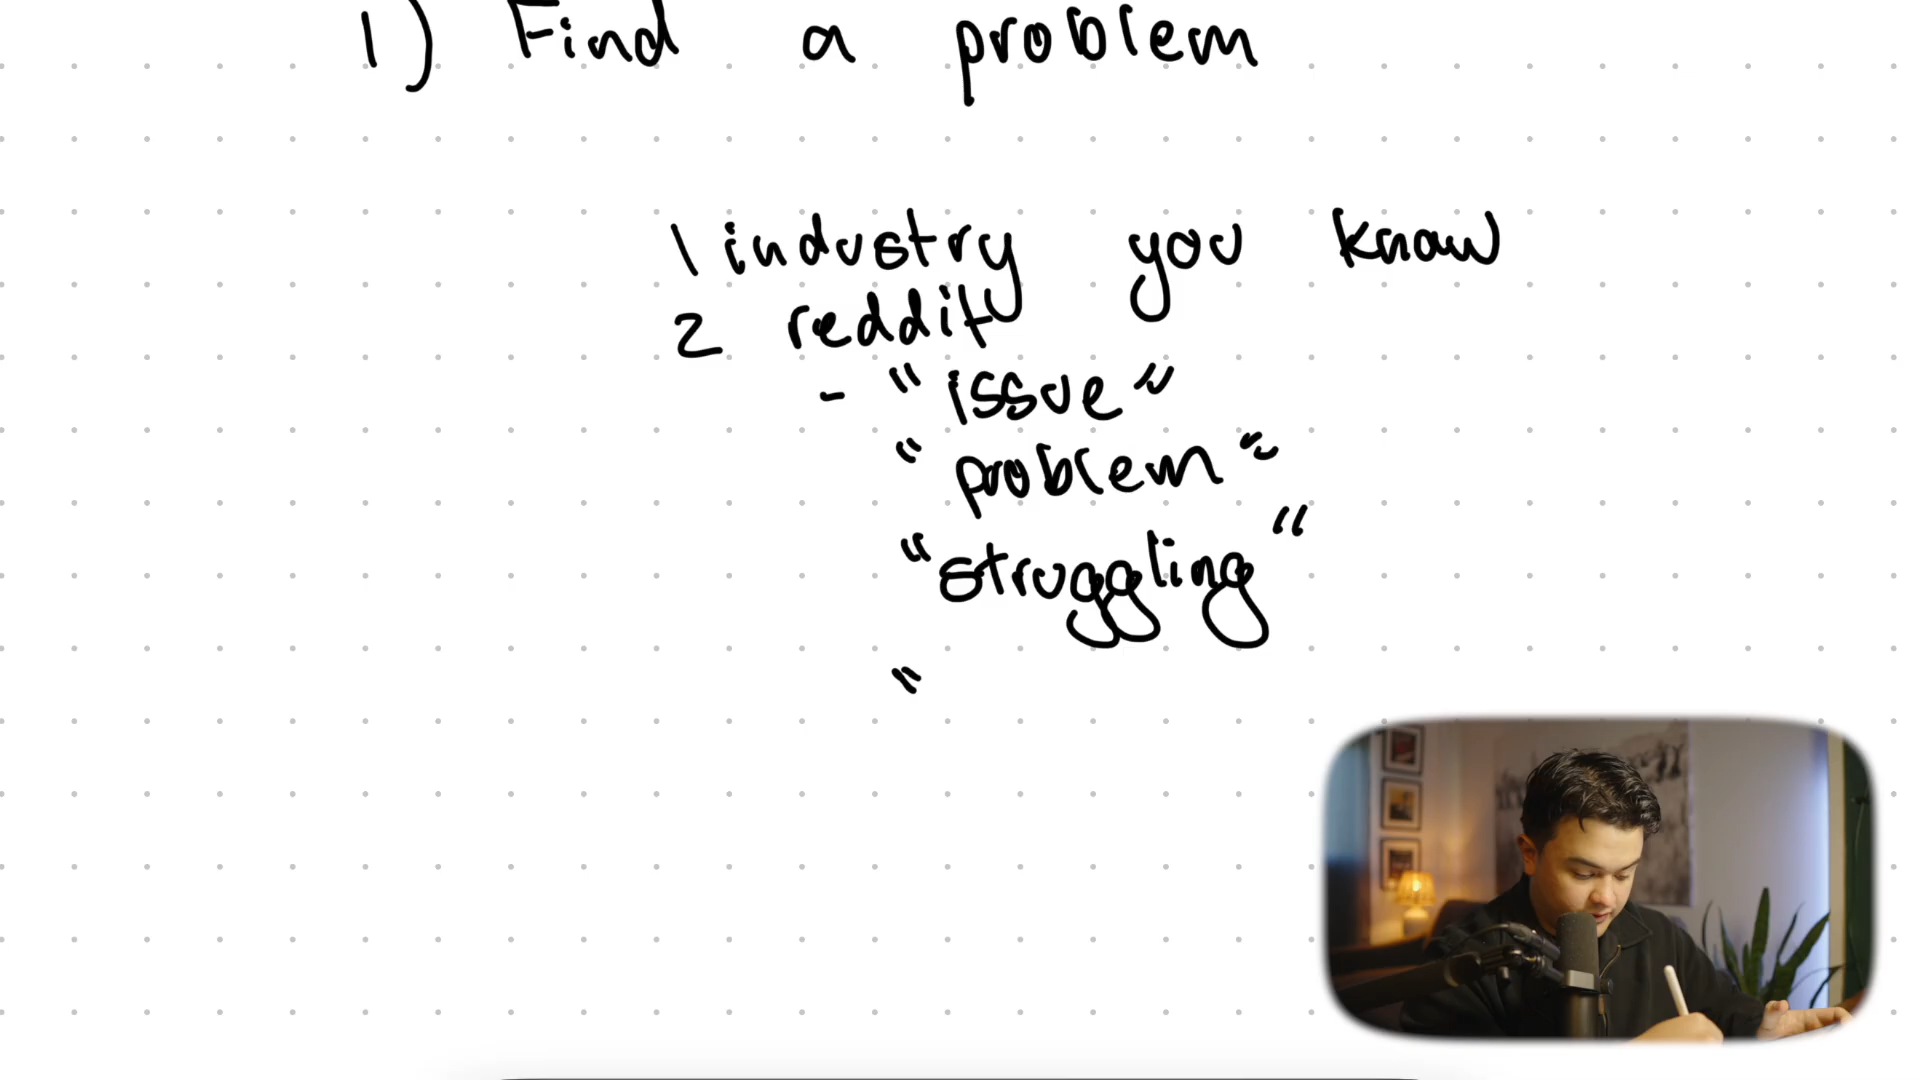 1) Find a problem
1 industry you know
2 reddit
- "issue"
"problem"
"struggling"
"